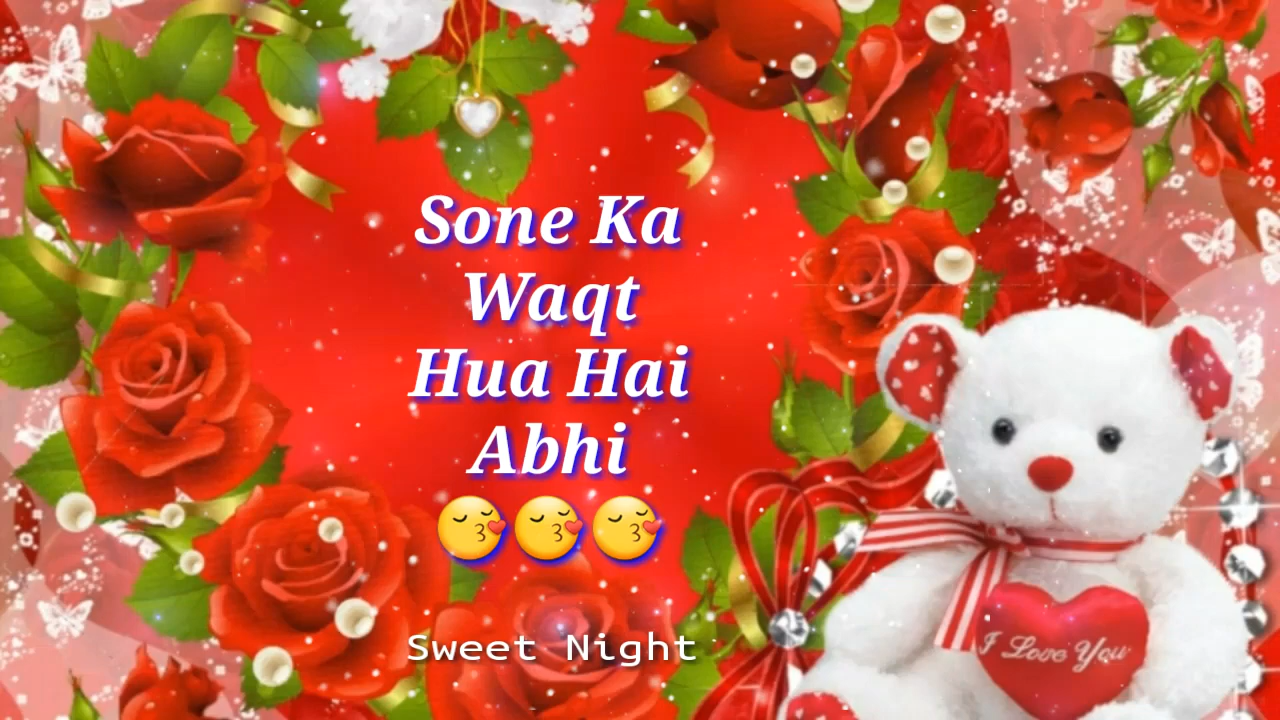 Sone Ka
Waqt
Hua Hai
Abhi
😚😚😚
Sweet Night
I Love You